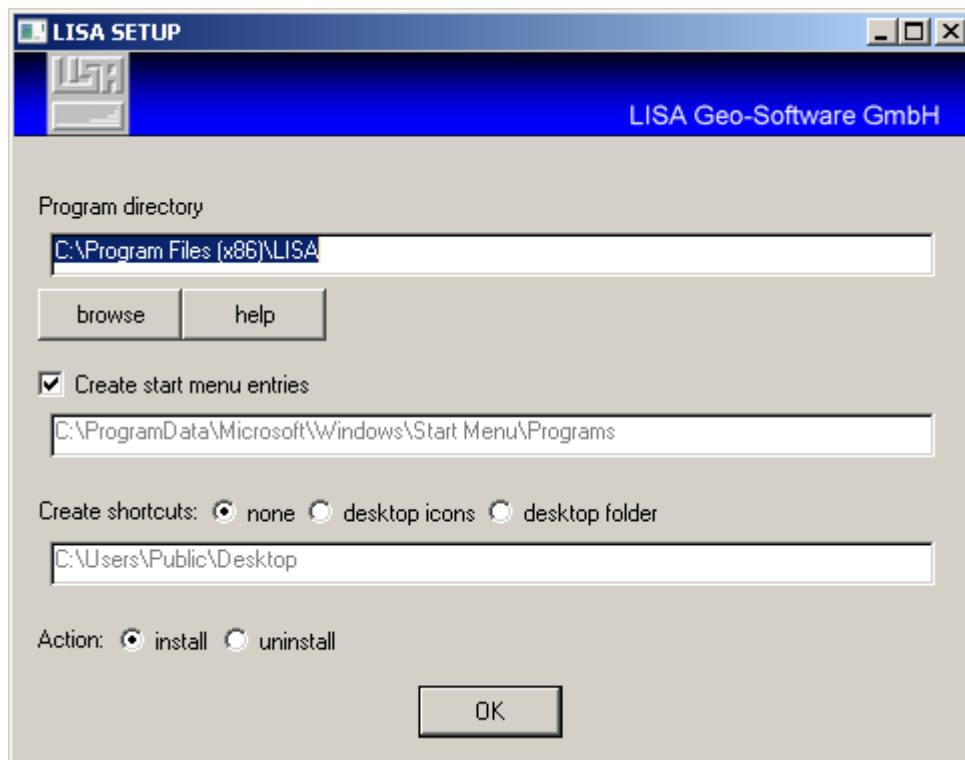 LISA SETUP
LISA
LISA Geo-Software GmbH
Program directory
C:\Program Files (x86)\LISA
browse help
Create start menu entries
C:\ProgramData\Microsoft\Windows\Start Menu\Programs
Create shortcuts: none desktop icons desktop folder
C:\Users\Public\Desktop
Action: install uninstall
OK